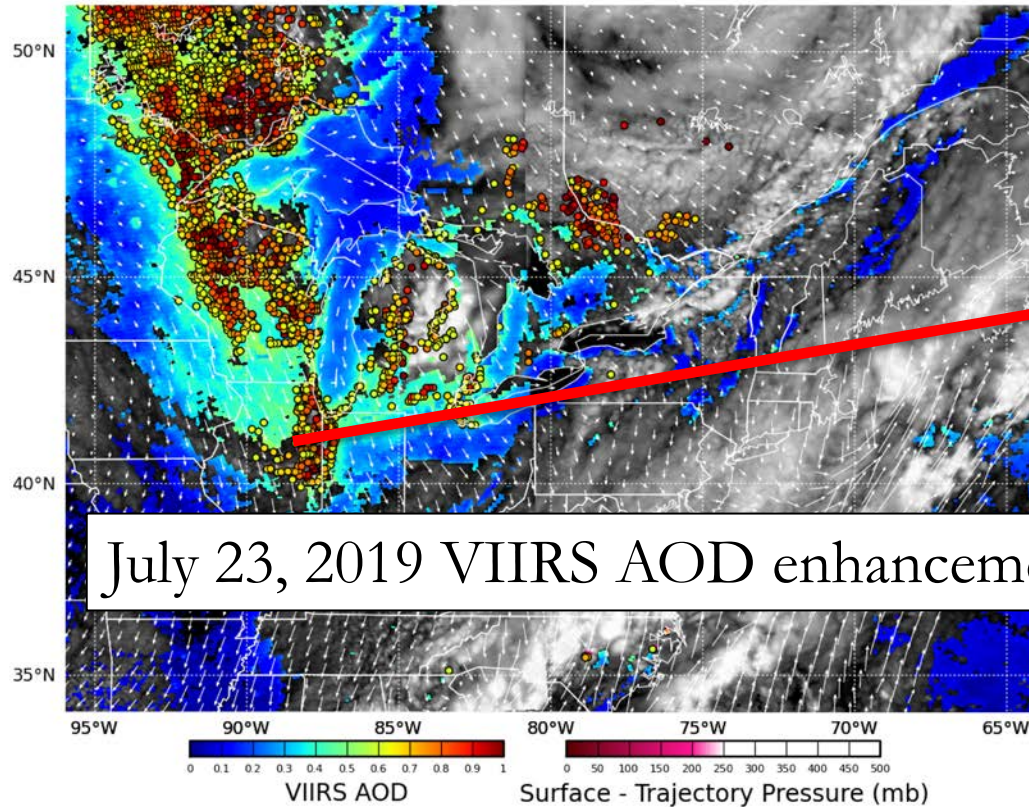 50°N
45°N
40°N
July 23, 2019 VIIRS AOD enhanceme
35°N
95°W 90°W 85°W 80°W 75°W 70°W 65°W
0 0.1 0.2 0.3 0.4 0.5 0.6 0.7 0.8 0.9 1
VIIRS AOD
0 50 100 150 200 250 300 350 400 450 500
Surface - Trajectory Pressure (mb)